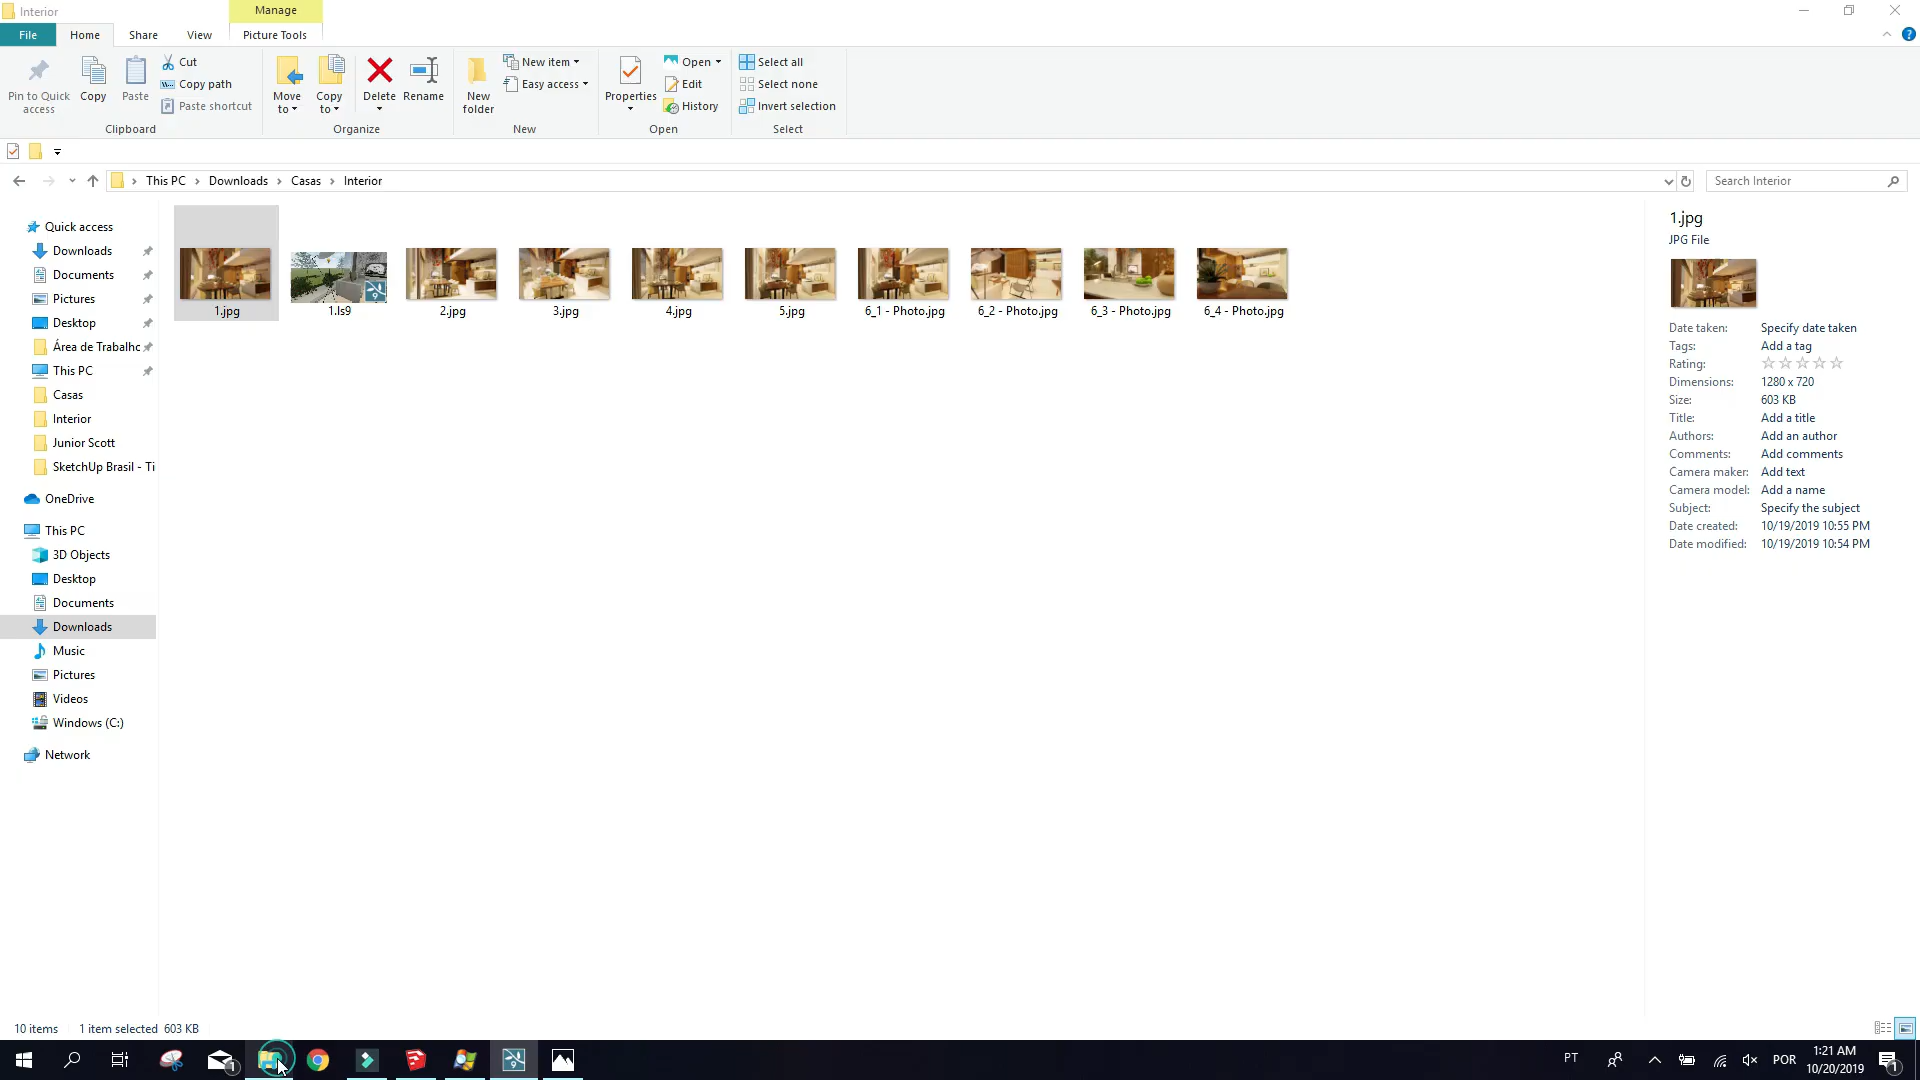 Interior
Manage
File Home Share View Picture Tools
Pin to Quick access
Copy
Paste
Cut
Copy path
Paste shortcut
Clipboard
Move to
Copy to
Delete
Rename
Organize
New folder
New item
Easy access
New
Properties
Open
Edit
History
Open
Select all
Select none
Invert selection
Select
This PC Downloads Casas Interior
Search Interior
Quick access
Downloads
Documents
Pictures
Desktop
Área de Trabalho
This PC
Casas
Interior
Junior Scott
SketchUp Brasil - Ti
OneDrive
This PC
3D Objects
Desktop
Documents
Downloads
Music
Pictures
Videos
Windows (C:)
Network
1.jpg
1.ls9
2.jpg
3.jpg
4.jpg
5.jpg
6_1 - Photo.jpg
6_2 - Photo.jpg
6_3 - Photo.jpg
6_4 - Photo.jpg
1.jpg
JPG File
Date taken: Specify date taken
Tags: Add a tag
Rating:
Dimensions: 1280 x 720
Size: 603 KB
Title: Add a title
Authors: Add an author
Comments: Add comments
Camera maker: Add text
Camera model: Add a name
Subject: Specify the subject
Date created: 10/19/2019 10:55 PM
Date modified: 10/19/2019 10:54 PM
10 items 1 item selected 603 KB
1
9
PT
POR
1:21 AM
10/20/2019
1